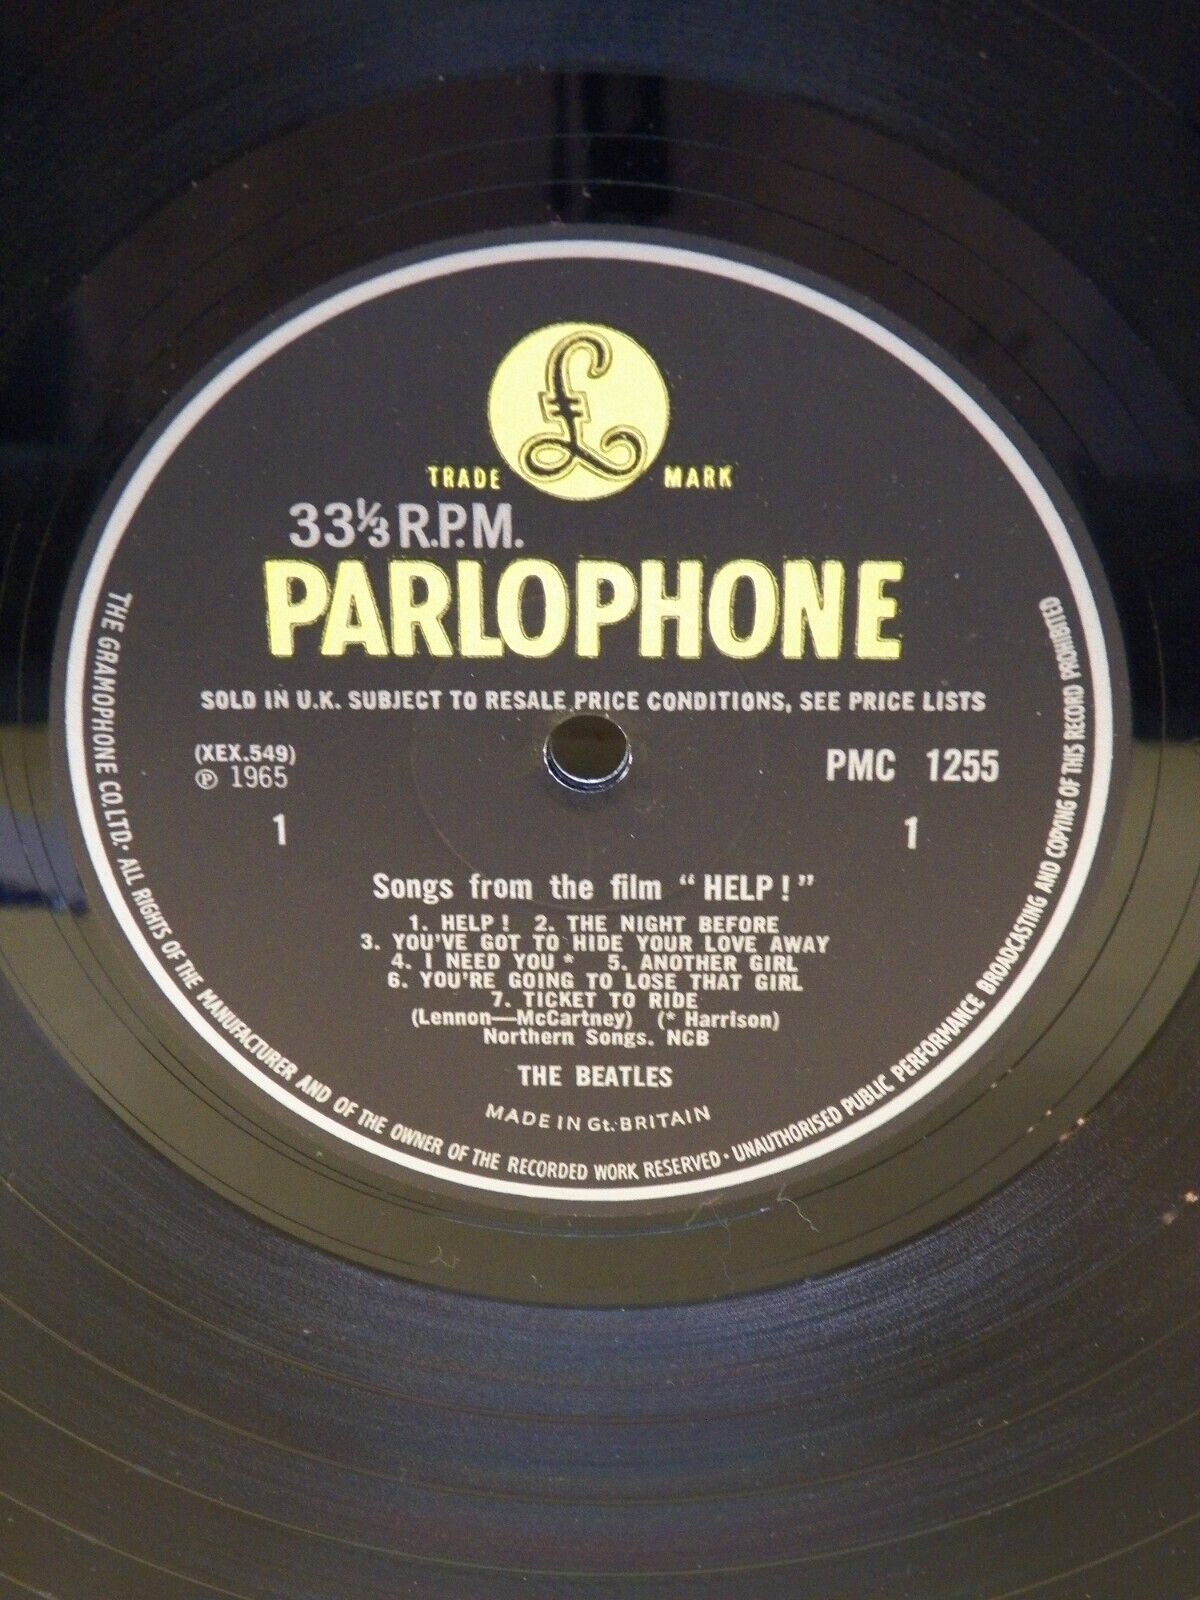 £
TRADE MARK
33⅓ R.P.M.
PARLOPHONE
SOLD IN U.K. SUBJECT TO RESALE PRICE CONDITIONS, SEE PRICE LISTS
(XEX.549)
℗ 1965
PMC 1255
1
1
Songs from the film “HELP!”
1. HELP! 2. THE NIGHT BEFORE
3. YOU'VE GOT TO HIDE YOUR LOVE AWAY
4. I NEED YOU * 5. ANOTHER GIRL
6. YOU'RE GOING TO LOSE THAT GIRL
7. TICKET TO RIDE
(Lennon—McCartney) (* Harrison)
Northern Songs. NCB
THE BEATLES
MADE IN Gt. BRITAIN
THE GRAMOPHONE CO. LTD. · ALL RIGHTS OF THE MANUFACTURER AND OF THE OWNER OF THE RECORDED WORK RESERVED · UNAUTHORISED PUBLIC PERFORMANCE BROADCASTING AND COPYING OF THIS RECORD PROHIBITED